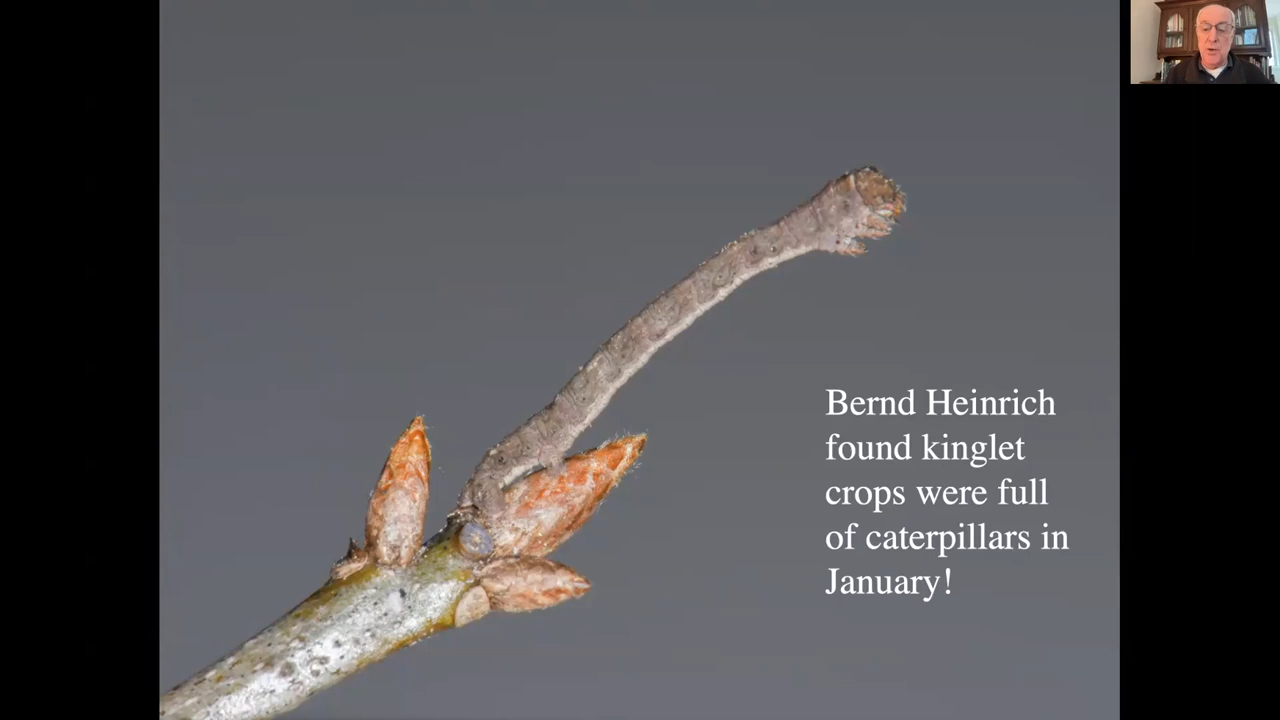 Bernd Heinrich
found kinglet
crops were full
of caterpillars in
January!